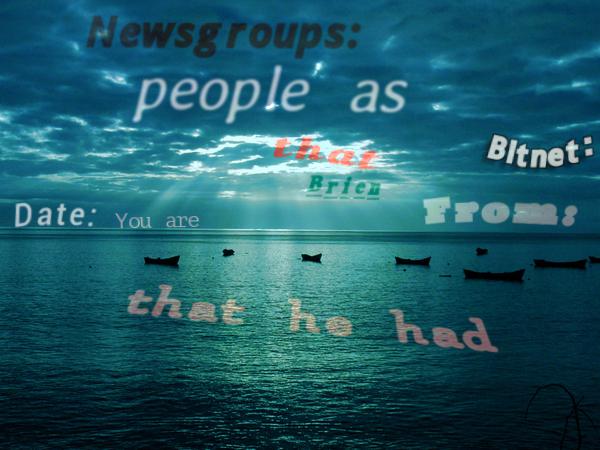 Newsgroups:
people as
that
BItnet:
Brien
Date: You are
From:
that he had